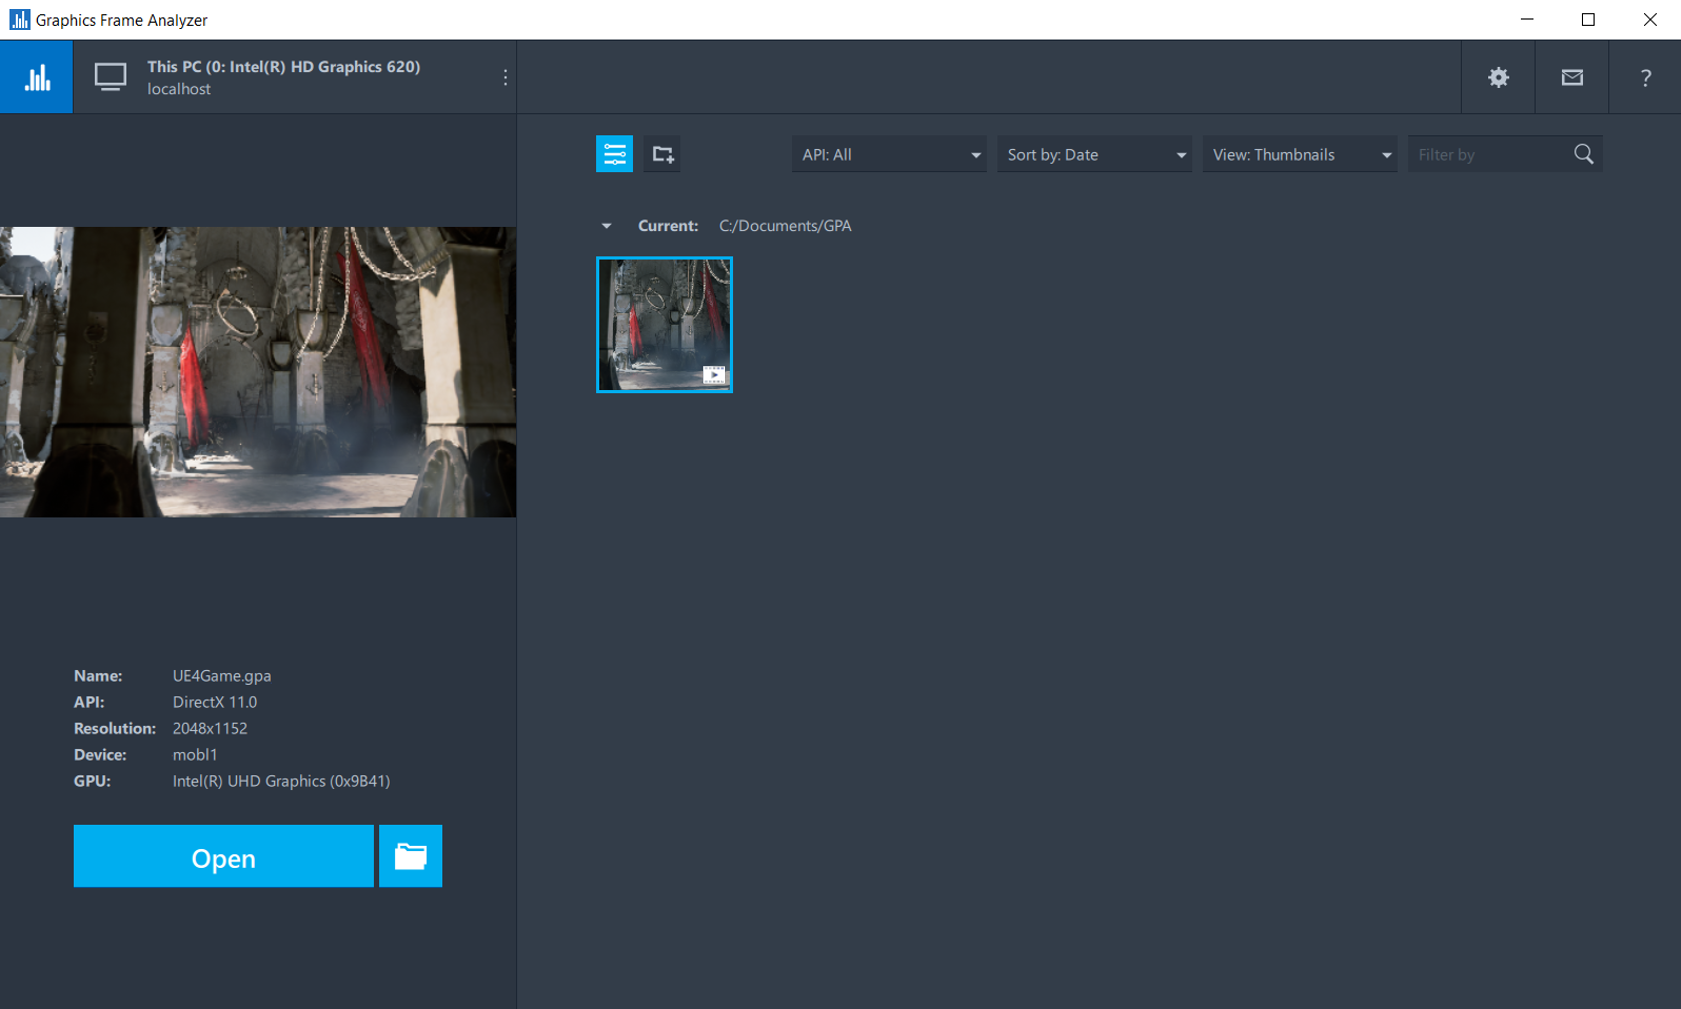 Graphics Frame Analyzer
This PC (0: Intel(R) HD Graphics 620)
localhost
?
API: All
Sort by: Date
View: Thumbnails
Filter by
Current: C:/Documents/GPA
Name: UE4Game.gpa
API: DirectX 11.0
Resolution: 2048x1152
Device: mobl1
GPU: Intel(R) UHD Graphics (0x9B41)
Open